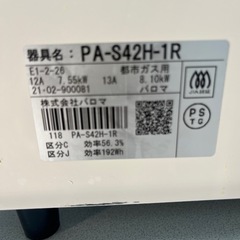 器具名：PA-S42H-1R
E1-2-26 都市ガス用
12A 7.55kW 13A 8.10kW
21・02-900081 パロマ
株式会社パロマ
118 PA-S42H-1R
区分C 効率56.3%
区分J 効率192Wh
PS
TG